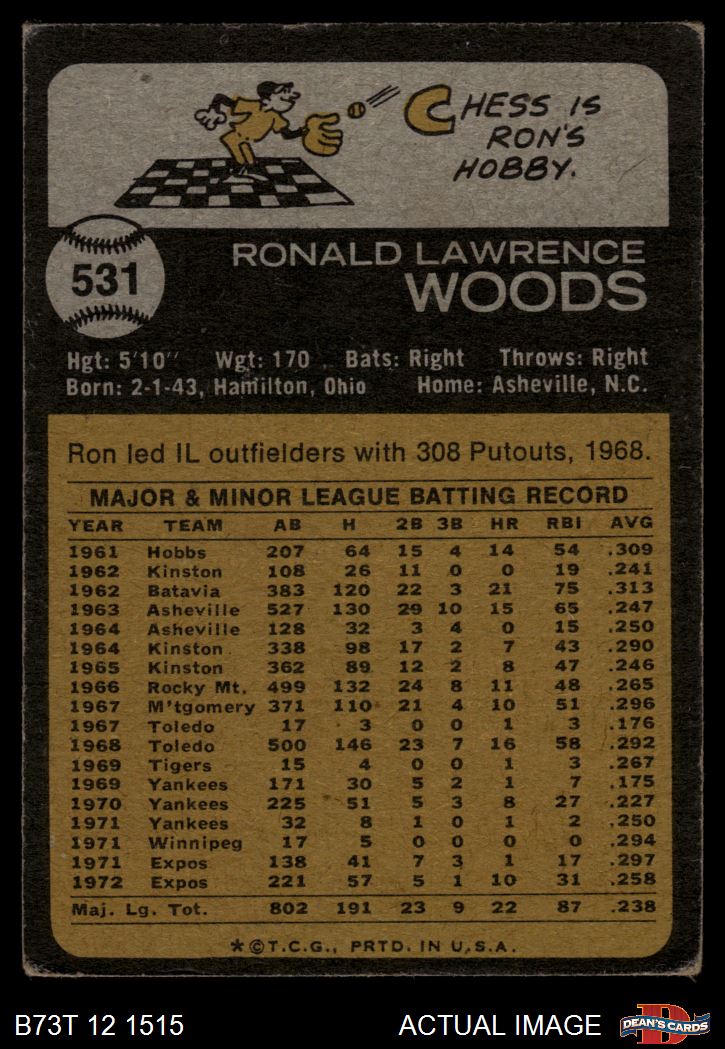 CHESS IS
RON'S
HOBBY.
531
RONALD LAWRENCE
WOODS
Hgt: 5'10" Wgt: 170 Bats: Right Throws: Right
Born: 2-1-43, Hamilton, Ohio Home: Asheville, N.C.
Ron led IL outfielders with 308 Putouts, 1968.
MAJOR & MINOR LEAGUE BATTING RECORD
YEAR TEAM AB H 2B 3B HR RBI AVG
1961 Hobbs 207 64 15 4 14 54 .309
1962 Kinston 108 26 11 0 0 19 .241
1962 Batavia 383 120 22 3 21 75 .313
1963 Asheville 527 130 29 10 15 65 .247
1964 Asheville 128 32 3 4 0 15 .250
1964 Kinston 338 98 17 2 7 43 .290
1965 Kinston 362 89 12 2 8 47 .246
1966 Rocky Mt. 499 132 24 8 11 48 .265
1967 M'tgomery 371 110 21 4 10 51 .296
1967 Toledo 17 3 0 0 1 3 .176
1968 Toledo 500 146 23 7 16 58 .292
1969 Tigers 15 4 0 0 1 3 .267
1969 Yankees 171 30 5 2 1 7 .175
1970 Yankees 225 51 5 3 8 27 .227
1971 Yankees 32 8 1 0 1 2 .250
1971 Winnipeg 17 5 0 0 0 0 .294
1971 Expos 138 41 7 3 1 17 .297
1972 Expos 221 57 5 1 10 31 .258
Maj. Lg. Tot. 802 191 23 9 22 87 .238
*©T.C.G., PRTD. IN U.S.A.
B73T 12 1515 ACTUAL IMAGE
D
DEAN'S CARDS